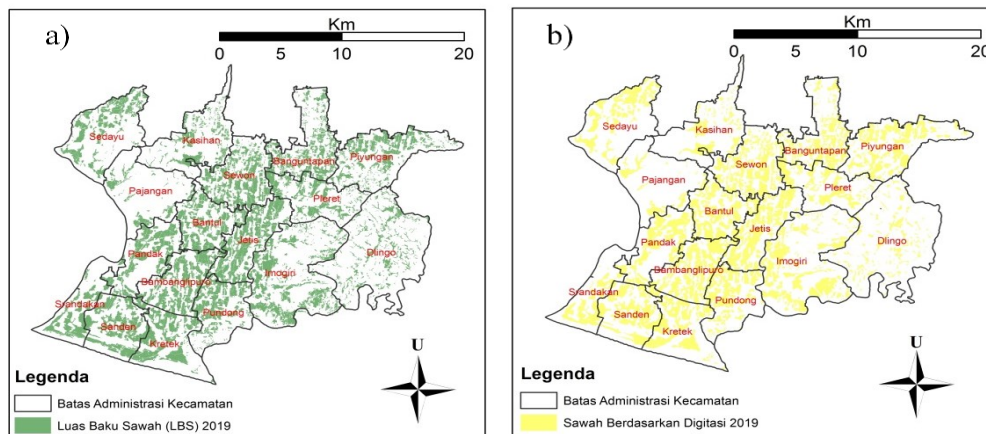 a)
Km
0 5 10 20
Sedayu
Kasihan
Banguntapan
Piyungan
Sewon
Pajangan
Pleret
Bantul
Jetis
Pandak
Imogiri
Dlingo
Bambanglipuro
Srandakan
Pundong
Sanden
Kretek
U
Legenda
Batas Administrasi Kecamatan
Luas Baku Sawah (LBS) 2019
b)
Km
0 5 10 20
Sedayu
Kasihan
Banguntapan
Piyungan
Sewon
Pajangan
Pleret
Bantul
Jetis
Pandak
Dlingo
Imogiri
Bambanglipuro
Srandakan
Pundong
Sanden
Kretek
U
Legenda
Batas Administrasi Kecamatan
Sawah Berdasarkan Digitasi 2019